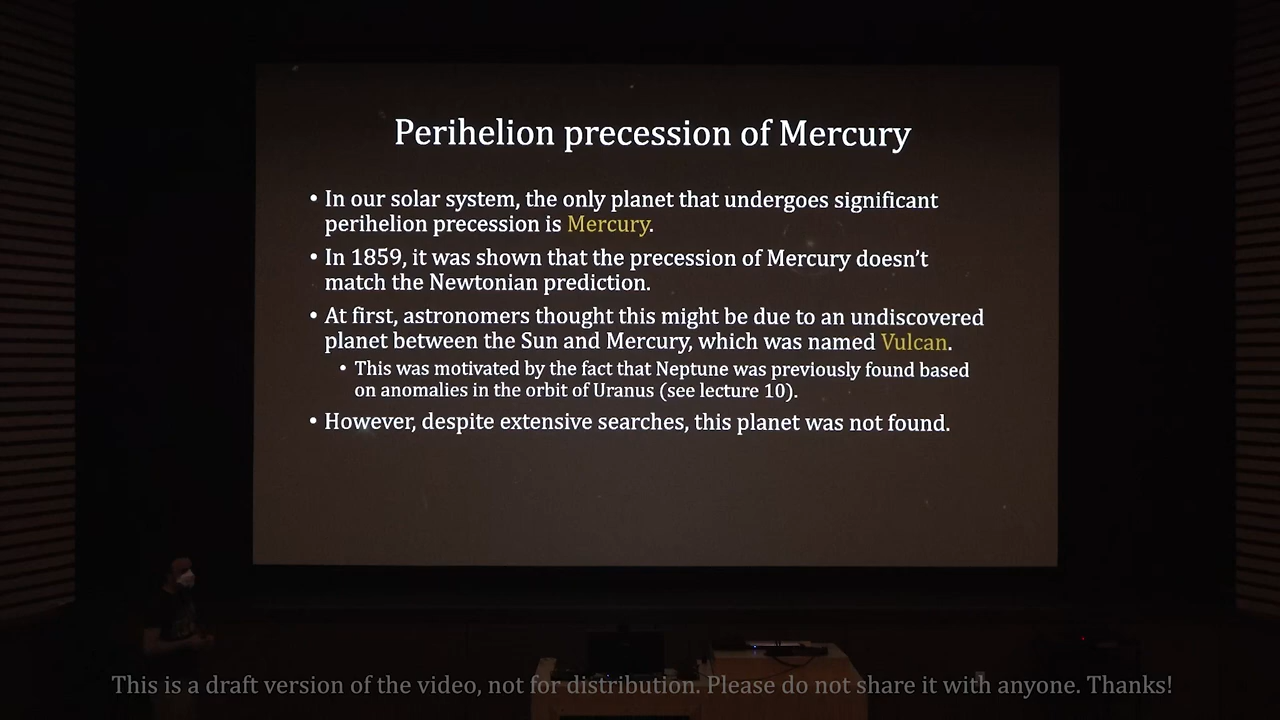 Perihelion precession of Mercury
• In our solar system, the only planet that undergoes significant
perihelion precession is Mercury.
• In 1859, it was shown that the precession of Mercury doesn't
match the Newtonian prediction.
• At first, astronomers thought this might be due to an undiscovered
planet between the Sun and Mercury, which was named Vulcan.
• This was motivated by the fact that Neptune was previously found based
on anomalies in the orbit of Uranus (see lecture 10).
• However, despite extensive searches, this planet was not found.
This is a draft version of the video, not for distribution. Please do not share it with anyone. Thanks!